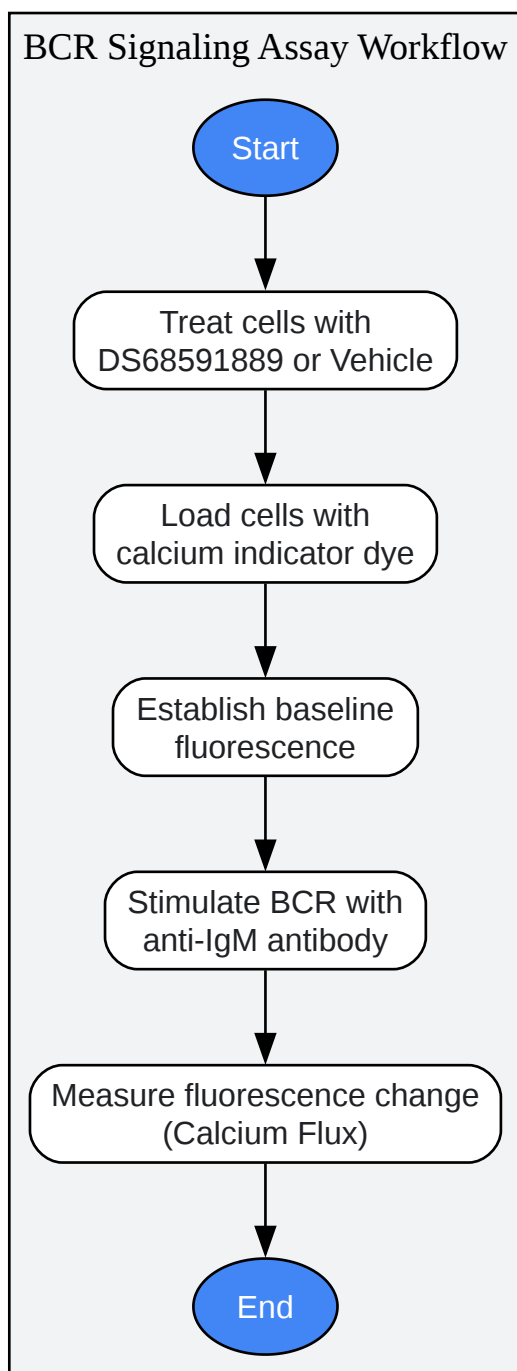 BCR Signaling Assay Workflow
Start
Treat cells with
DS68591889 or Vehicle
Load cells with
calcium indicator dye
Establish baseline
fluorescence
Stimulate BCR with
anti-IgM antibody
Measure fluorescence change
(Calcium Flux)
End